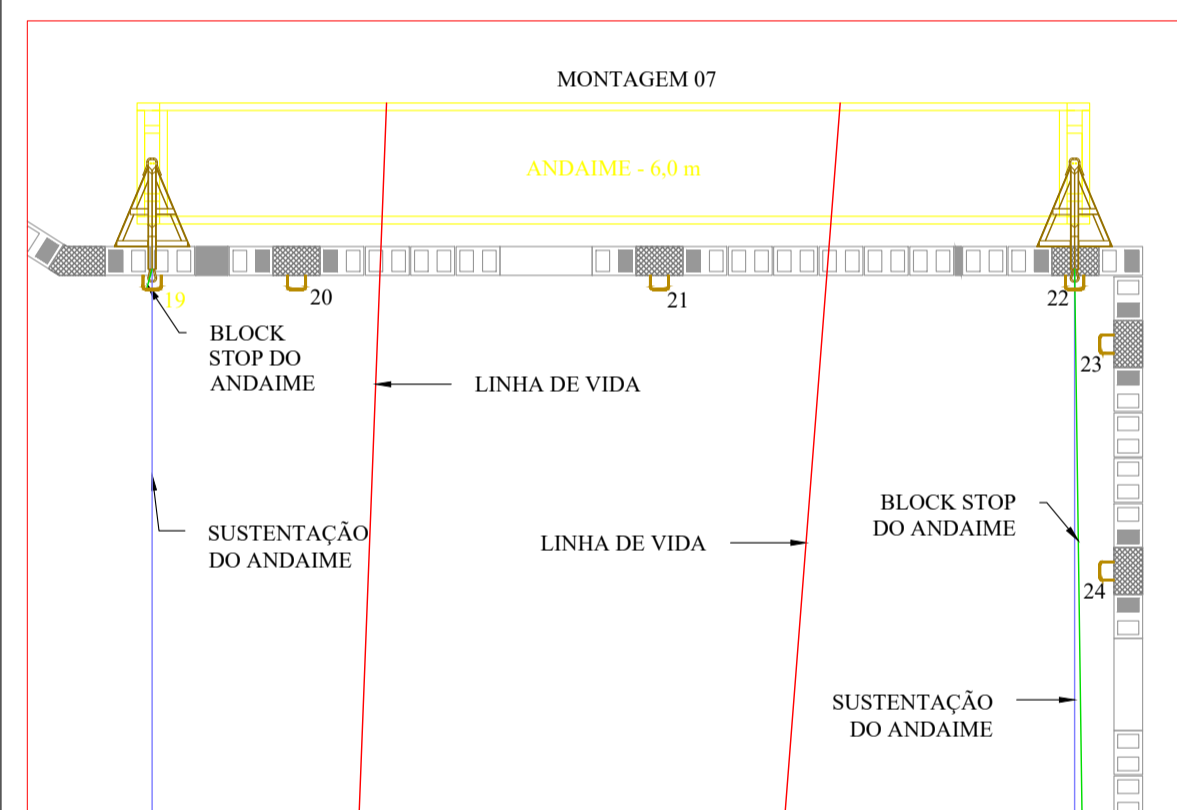 MONTAGEM 07
ANDAIME - 6,0 m
19
20
21
22
BLOCK
STOP DO
ANDAIME
LINHA DE VIDA
23
SUSTENTAÇÃO
DO ANDAIME
LINHA DE VIDA
BLOCK STOP
DO ANDAIME
24
SUSTENTAÇÃO
DO ANDAIME